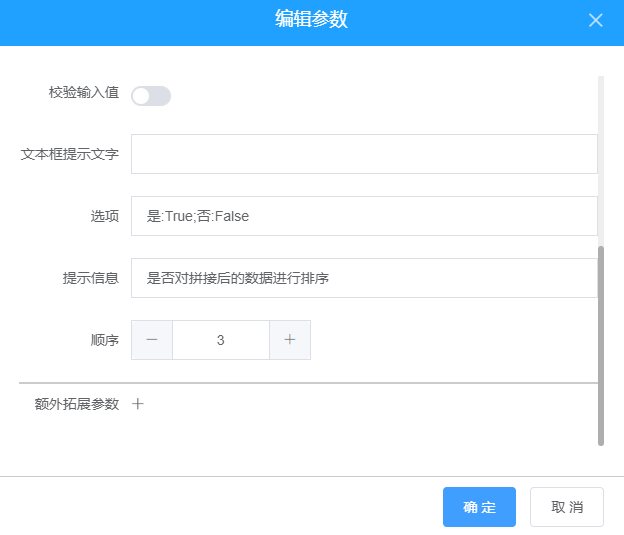 编辑参数
校验输入值
文本框提示文字
选项 是:True;否:False
提示信息 是否对拼接后的数据进行排序
顺序 3
额外拓展参数
确 定 取 消